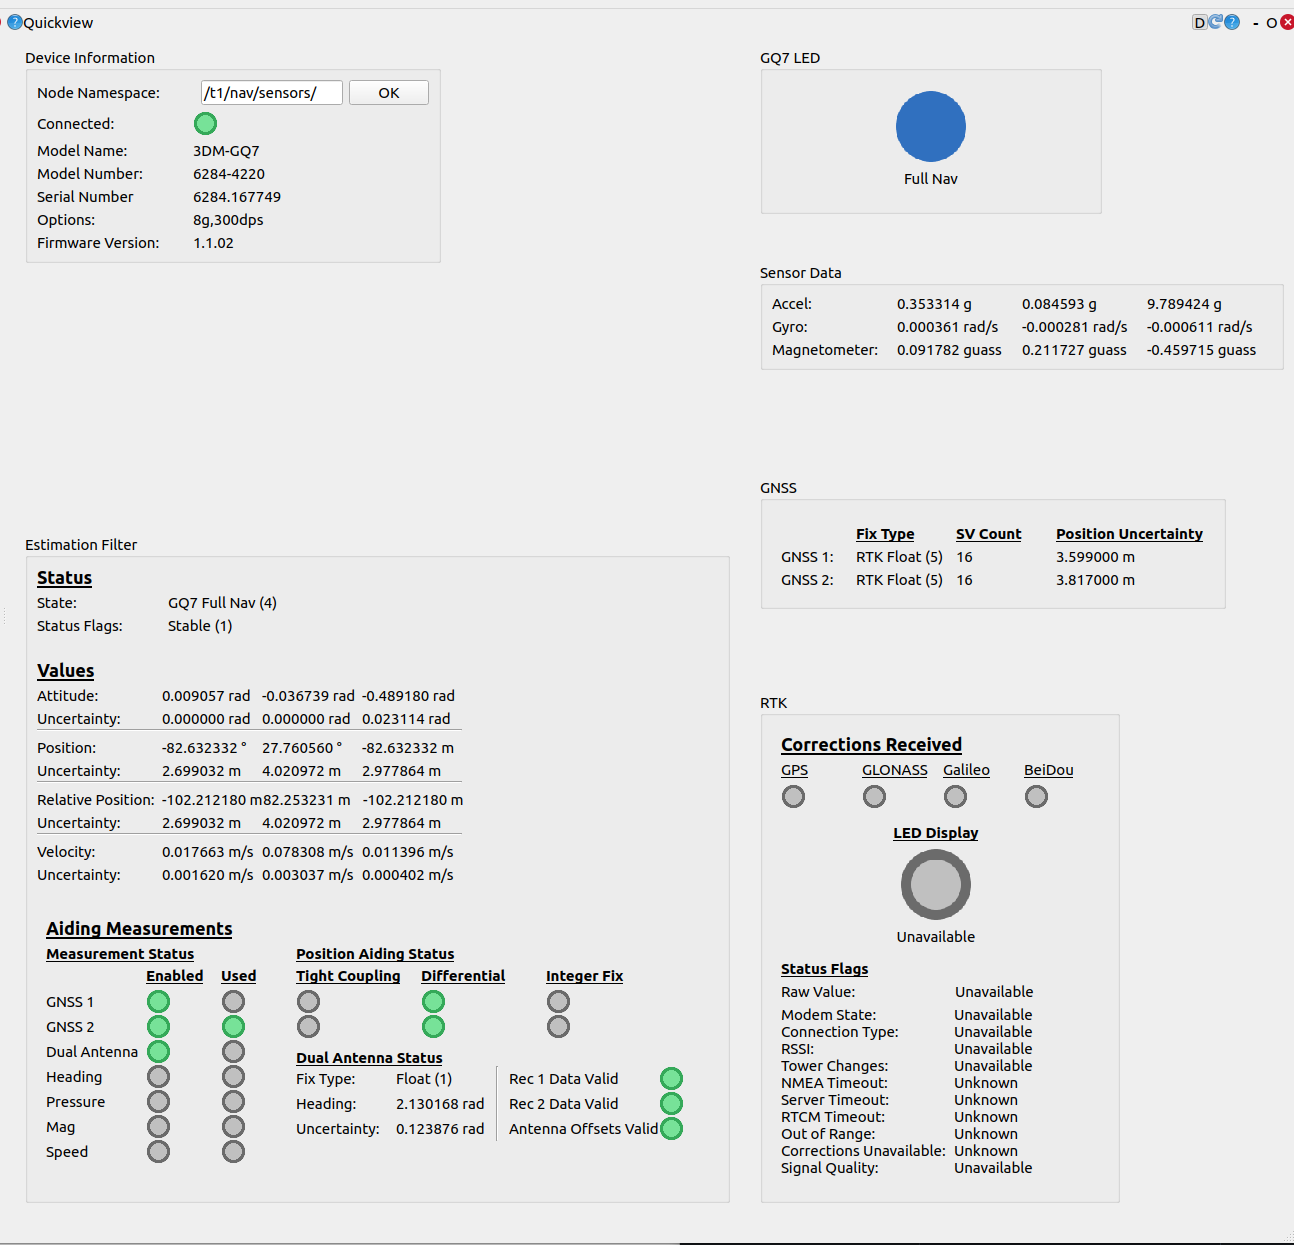 Quickview
D ? - O
Device Information
Node Namespace: /t1/nav/sensors/ OK
Connected:
Model Name: 3DM-GQ7
Model Number: 6284-4220
Serial Number 6284.167749
Options: 8g,300dps
Firmware Version: 1.1.02
GQ7 LED
Full Nav
Sensor Data
Accel: 0.353314 g 0.084593 g 9.789424 g
Gyro: 0.000361 rad/s -0.000281 rad/s -0.000611 rad/s
Magnetometer: 0.091782 guass 0.211727 guass -0.459715 guass
GNSS
Fix Type SV Count Position Uncertainty
GNSS 1: RTK Float (5) 16 3.599000 m
GNSS 2: RTK Float (5) 16 3.817000 m
Estimation Filter
Status
State: GQ7 Full Nav (4)
Status Flags: Stable (1)
Values
Attitude: 0.009057 rad -0.036739 rad -0.489180 rad
Uncertainty: 0.000000 rad 0.000000 rad 0.023114 rad
Position: -82.632332 ° 27.760560 ° -82.632332 m
Uncertainty: 2.699032 m 4.020972 m 2.977864 m
Relative Position: -102.212180 m 82.253231 m -102.212180 m
Uncertainty: 2.699032 m 4.020972 m 2.977864 m
Velocity: 0.017663 m/s 0.078308 m/s 0.011396 m/s
Uncertainty: 0.001620 m/s 0.003037 m/s 0.000402 m/s
Aiding Measurements
Measurement Status
Enabled Used
GNSS 1
GNSS 2
Dual Antenna
Heading
Pressure
Mag
Speed
Position Aiding Status
Tight Coupling Differential Integer Fix
Dual Antenna Status
Fix Type: Float (1)
Heading: 2.130168 rad
Uncertainty: 0.123876 rad
Rec 1 Data Valid
Rec 2 Data Valid
Antenna Offsets Valid
RTK
Corrections Received
GPS GLONASS Galileo BeiDou
LED Display
Unavailable
Status Flags
Raw Value: Unavailable
Modem State: Unavailable
Connection Type: Unavailable
RSSI: Unavailable
Tower Changes: Unavailable
NMEA Timeout: Unknown
Server Timeout: Unknown
RTCM Timeout: Unknown
Out of Range: Unknown
Corrections Unavailable: Unknown
Signal Quality: Unavailable